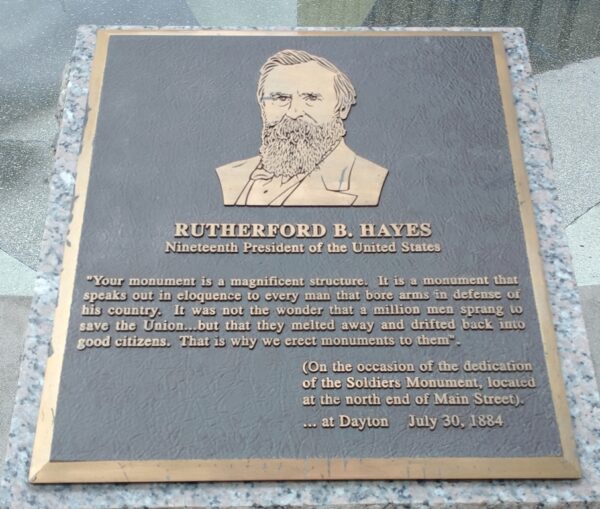 RUTHERFORD B. HAYES
Nineteenth President of the United States
"Your monument is a magnificent structure. It is a monument that
speaks out in eloquence to every man that bore arms in defense of
his country. It was not the wonder that a million men sprang to
save the Union...but that they melted away and drifted back into
good citizens. That is why we erect monuments to them".
(On the occasion of the dedication
of the Soldiers Monument, located
at the north end of Main Street).
... at Dayton July 30, 1884